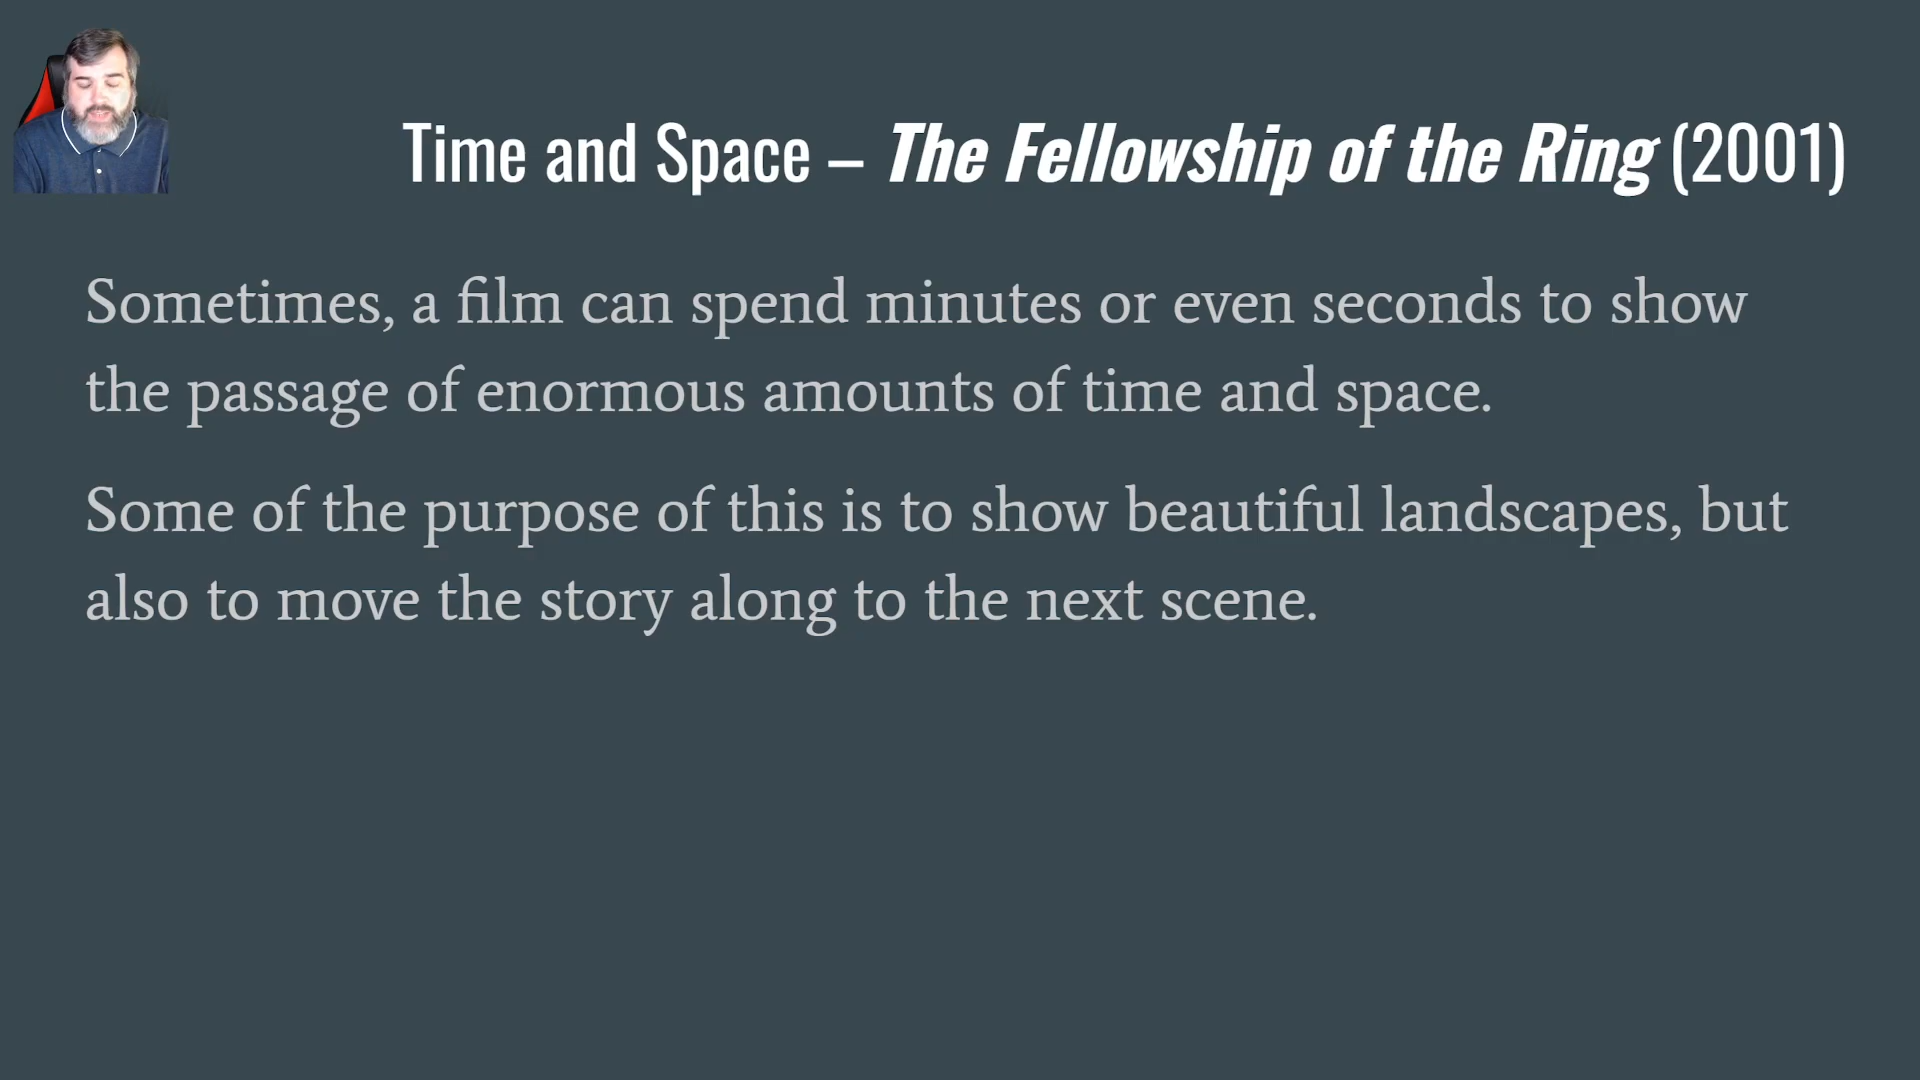 Time and Space – The Fellowship of the Ring (2001)
Sometimes, a film can spend minutes or even seconds to show
the passage of enormous amounts of time and space.
Some of the purpose of this is to show beautiful landscapes, but
also to move the story along to the next scene.